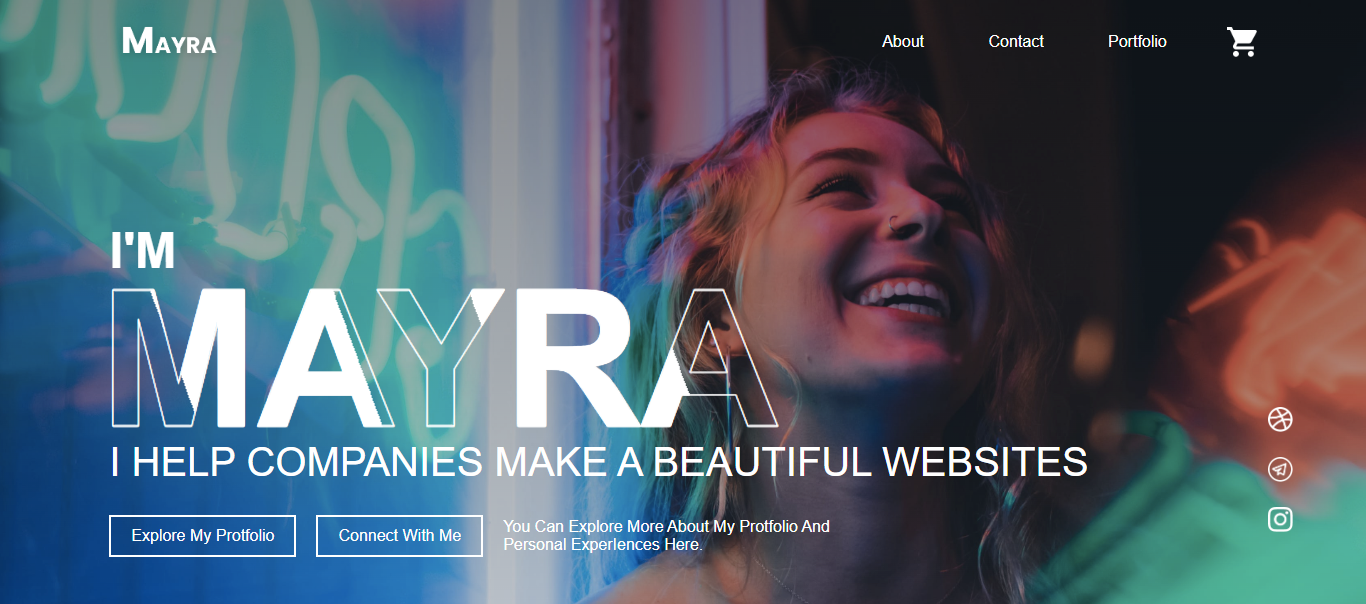 MAYRA
About
Contact
Portfolio
I'M
MAYRA
I HELP COMPANIES MAKE A BEAUTIFUL WEBSITES
Explore My Protfolio
Connect With Me
You Can Explore More About My Protfolio And
Personal ExperIences Here.